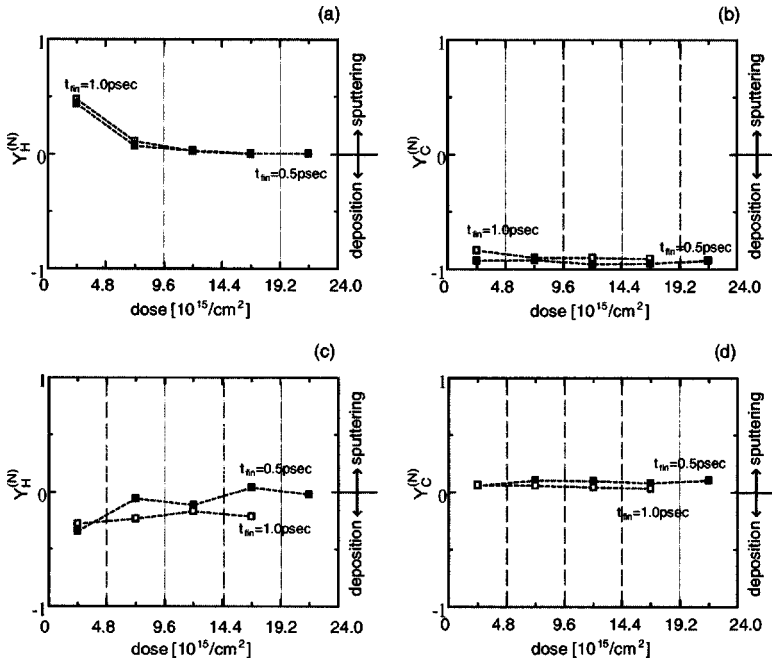 (a)
1
t_fin=1.0psec
Y_H^(N)
0
t_fin=0.5psec
-1
0 4.8 9.6 14.4 19.2 24.0
dose [10^15/cm^2]
deposition ←→ sputtering
(b)
1
Y_C^(N)
0
t_fin=1.0psec
t_fin=0.5psec
-1
0 4.8 9.6 14.4 19.2 24.0
dose [10^15/cm^2]
deposition ←→ sputtering
(c)
1
t_fin=0.5psec
Y_H^(N)
0
t_fin=1.0psec
-1
0 4.8 9.6 14.4 19.2 24.0
dose [10^15/cm^2]
deposition ←→ sputtering
(d)
1
t_fin=0.5psec
Y_C^(N)
0
t_fin=1.0psec
-1
0 4.8 9.6 14.4 19.2 24.0
dose [10^15/cm^2]
deposition ←→ sputtering